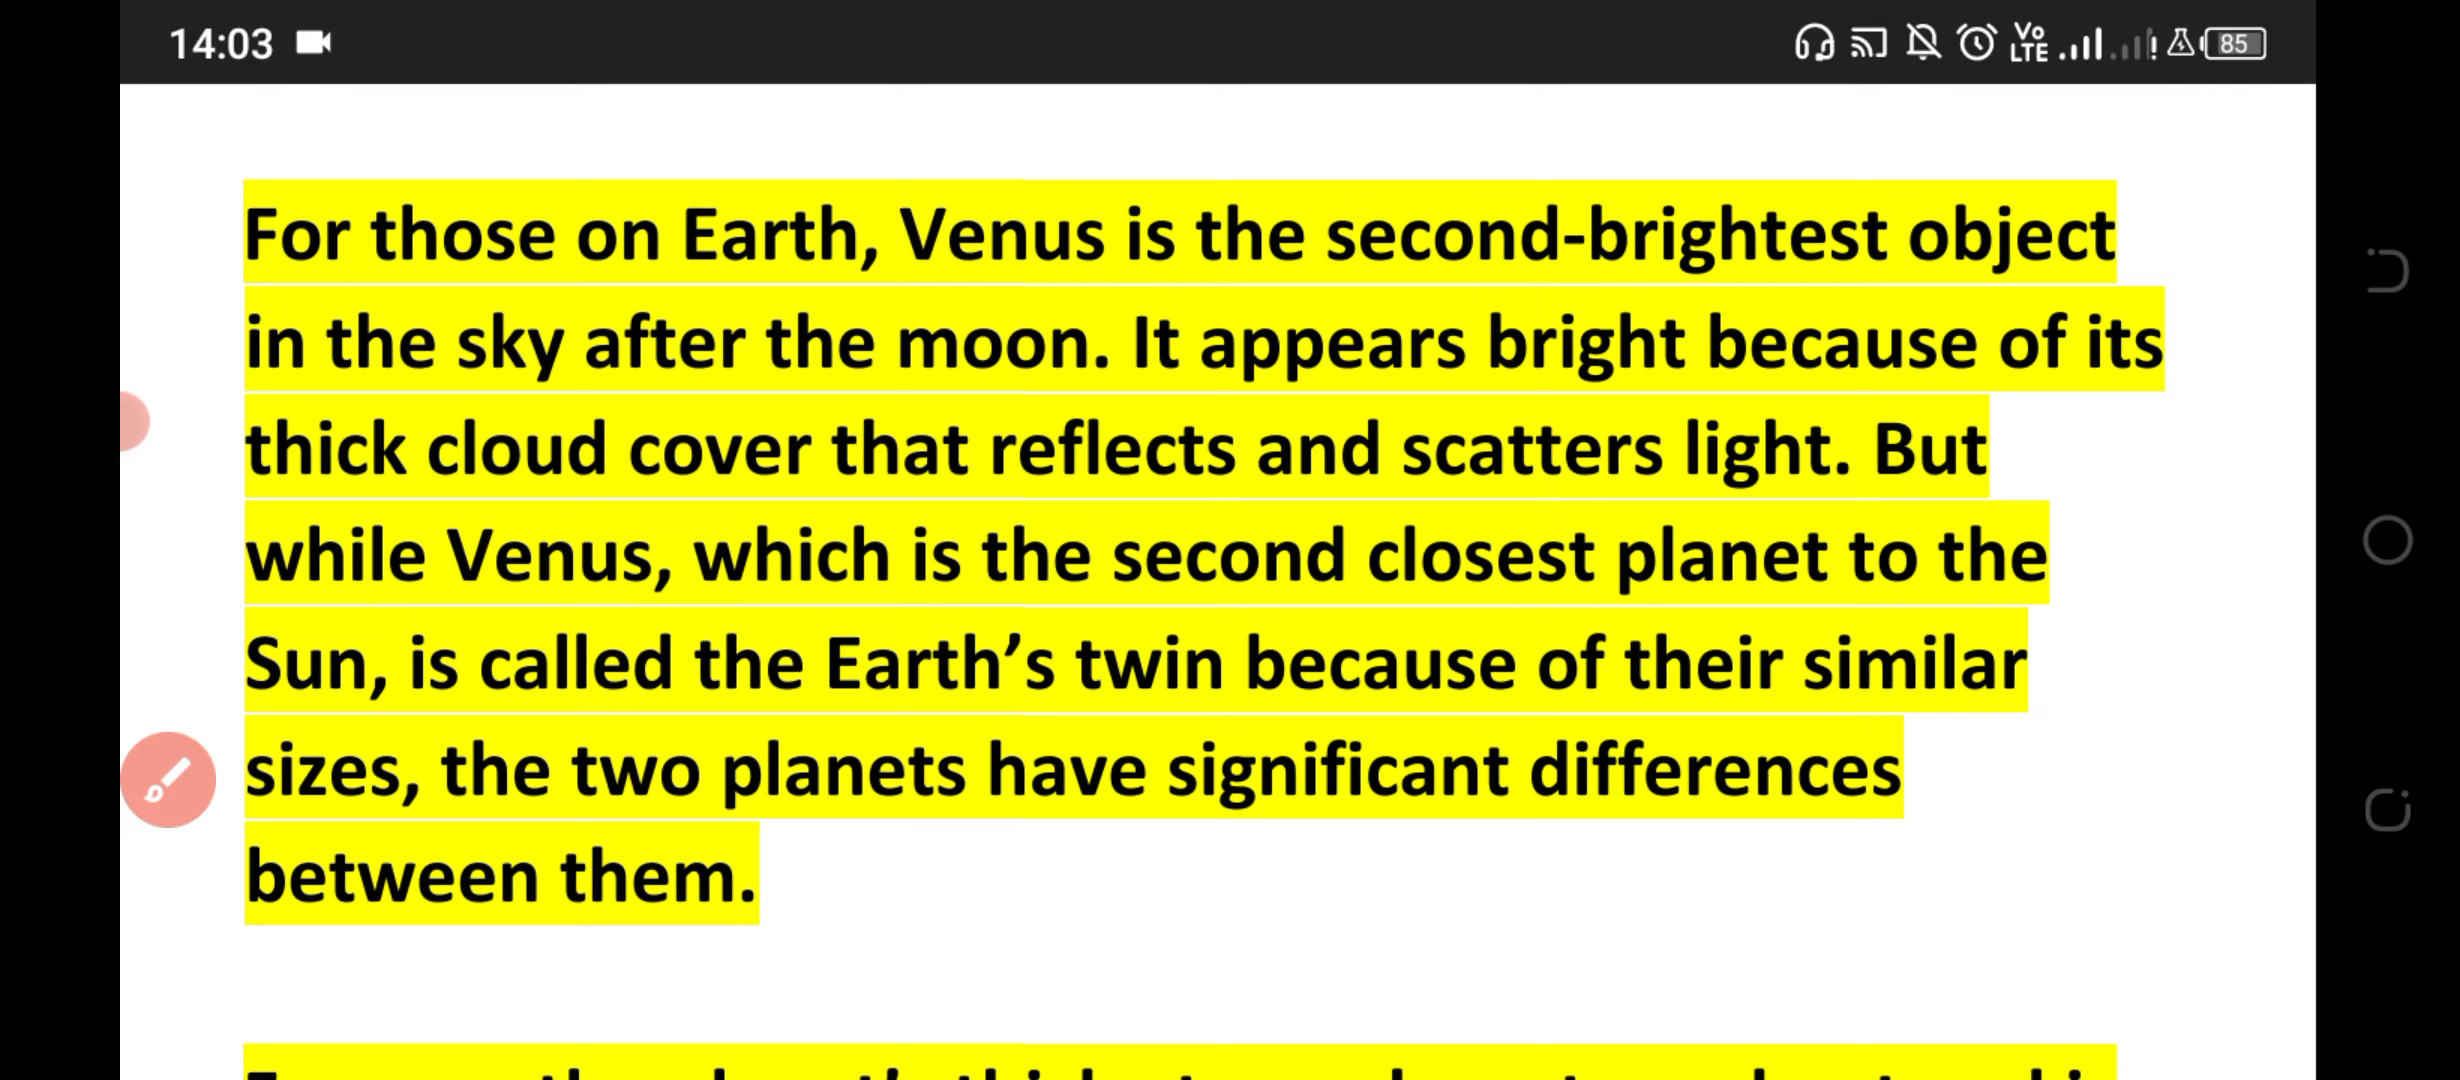 14:03
Vo
LTE
85
For those on Earth, Venus is the second-brightest object
in the sky after the moon. It appears bright because of its
thick cloud cover that reflects and scatters light. But
while Venus, which is the second closest planet to the
Sun, is called the Earth’s twin because of their similar
sizes, the two planets have significant differences
between them.